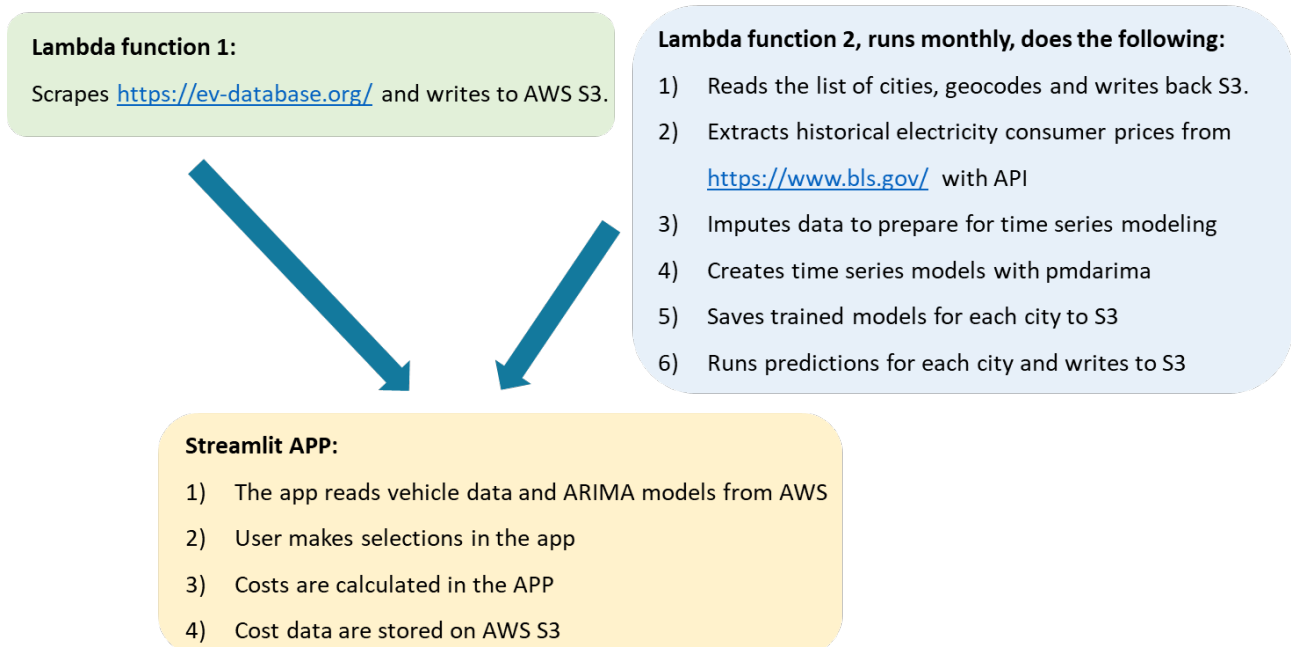 Lambda function 1:
Scrapes https://ev-database.org/ and writes to AWS S3.
Lambda function 2, runs monthly, does the following:
1) Reads the list of cities, geocodes and writes back S3.
2) Extracts historical electricity consumer prices from
https://www.bls.gov/ with API
3) Imputes data to prepare for time series modeling
4) Creates time series models with pmdarima
5) Saves trained models for each city to S3
6) Runs predictions for each city and writes to S3
Streamlit APP:
1) The app reads vehicle data and ARIMA models from AWS
2) User makes selections in the app
3) Costs are calculated in the APP
4) Cost data are stored on AWS S3